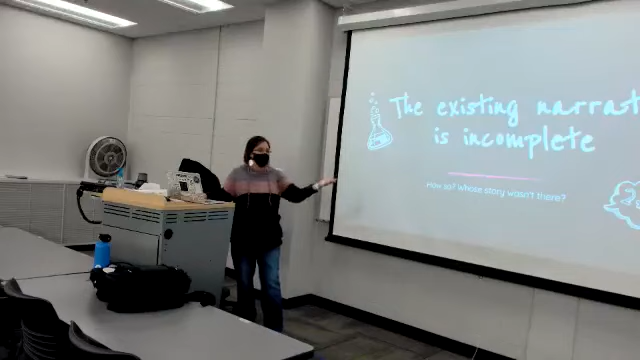 The existing narrat
is incomplete
How so? Whose story wasn't there?